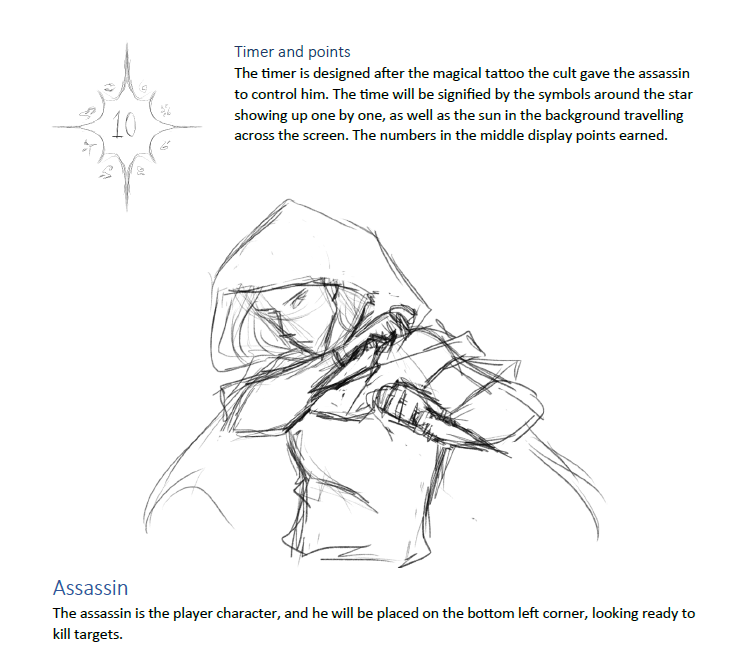 Timer and points
The timer is designed after the magical tattoo the cult gave the assassin
to control him. The time will be signified by the symbols around the star
showing up one by one, as well as the sun in the background travelling
across the screen. The numbers in the middle display points earned.
10
Assassin
The assassin is the player character, and he will be placed on the bottom left corner, looking ready to
kill targets.